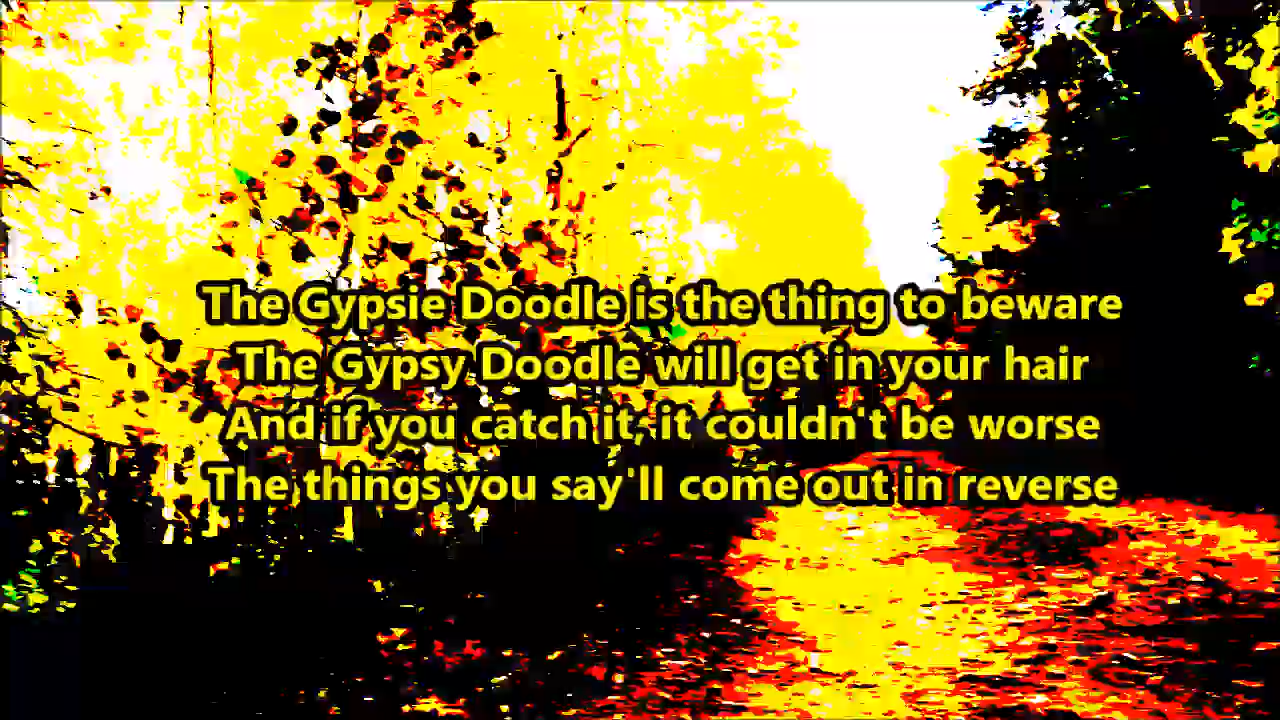 The Gypsie Doodle is the thing to beware
The Gypsy Doodle will get in your hair
And if you catch it, it couldn't be worse
The things you say'll come out in reverse